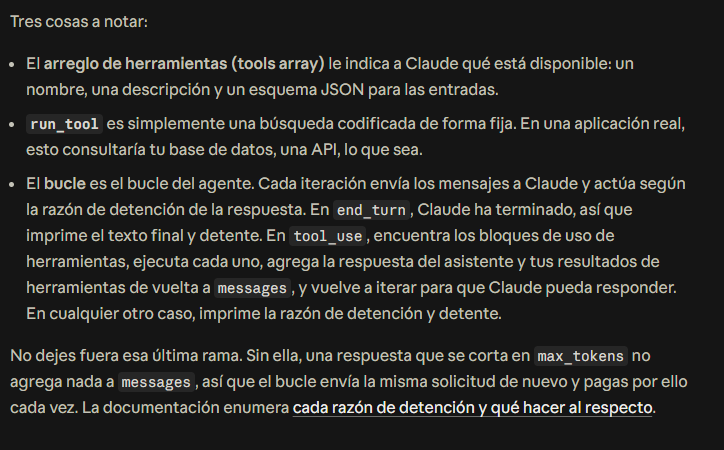 Tres cosas a notar:
El arreglo de herramientas (tools array) le indica a Claude qué está disponible: un
nombre, una descripción y un esquema JSON para las entradas.
run_tool es simplemente una búsqueda codificada de forma fija. En una aplicación real,
esto consultaría tu base de datos, una API, lo que sea.
El bucle es el bucle del agente. Cada iteración envía los mensajes a Claude y actúa según
la razón de detención de la respuesta. En end_turn, Claude ha terminado, así que
imprime el texto final y detente. En tool_use, encuentra los bloques de uso de
herramientas, ejecuta cada uno, agrega la respuesta del asistente y tus resultados de
herramientas de vuelta a messages, y vuelve a iterar para que Claude pueda responder.
En cualquier otro caso, imprime la razón de detención y detente.
No dejes fuera esa última rama. Sin ella, una respuesta que se corta en max_tokens no
agrega nada a messages, así que el bucle envía la misma solicitud de nuevo y pagas por ello
cada vez. La documentación enumera cada razón de detención y qué hacer al respecto.